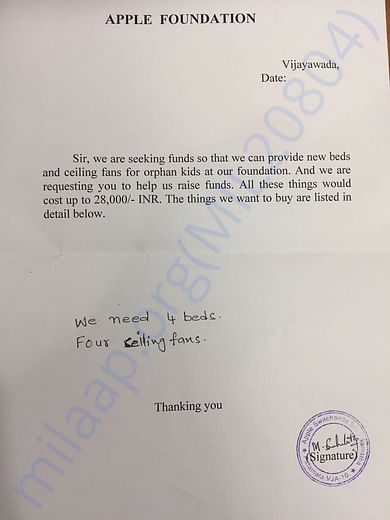 APPLE FOUNDATION
Vijayawada,
Date:
Sir, we are seeking funds so that we can provide new beds
and ceiling fans for orphan kids at our foundation. And we are
requesting you to help us raise funds. All these things would
cost up to 28,000/- INR. The things we want to buy are listed in
detail below.
We need 4 beds.
Four ceiling fans.
Thanking you
(Signature)
milaap.org(MIL20804)